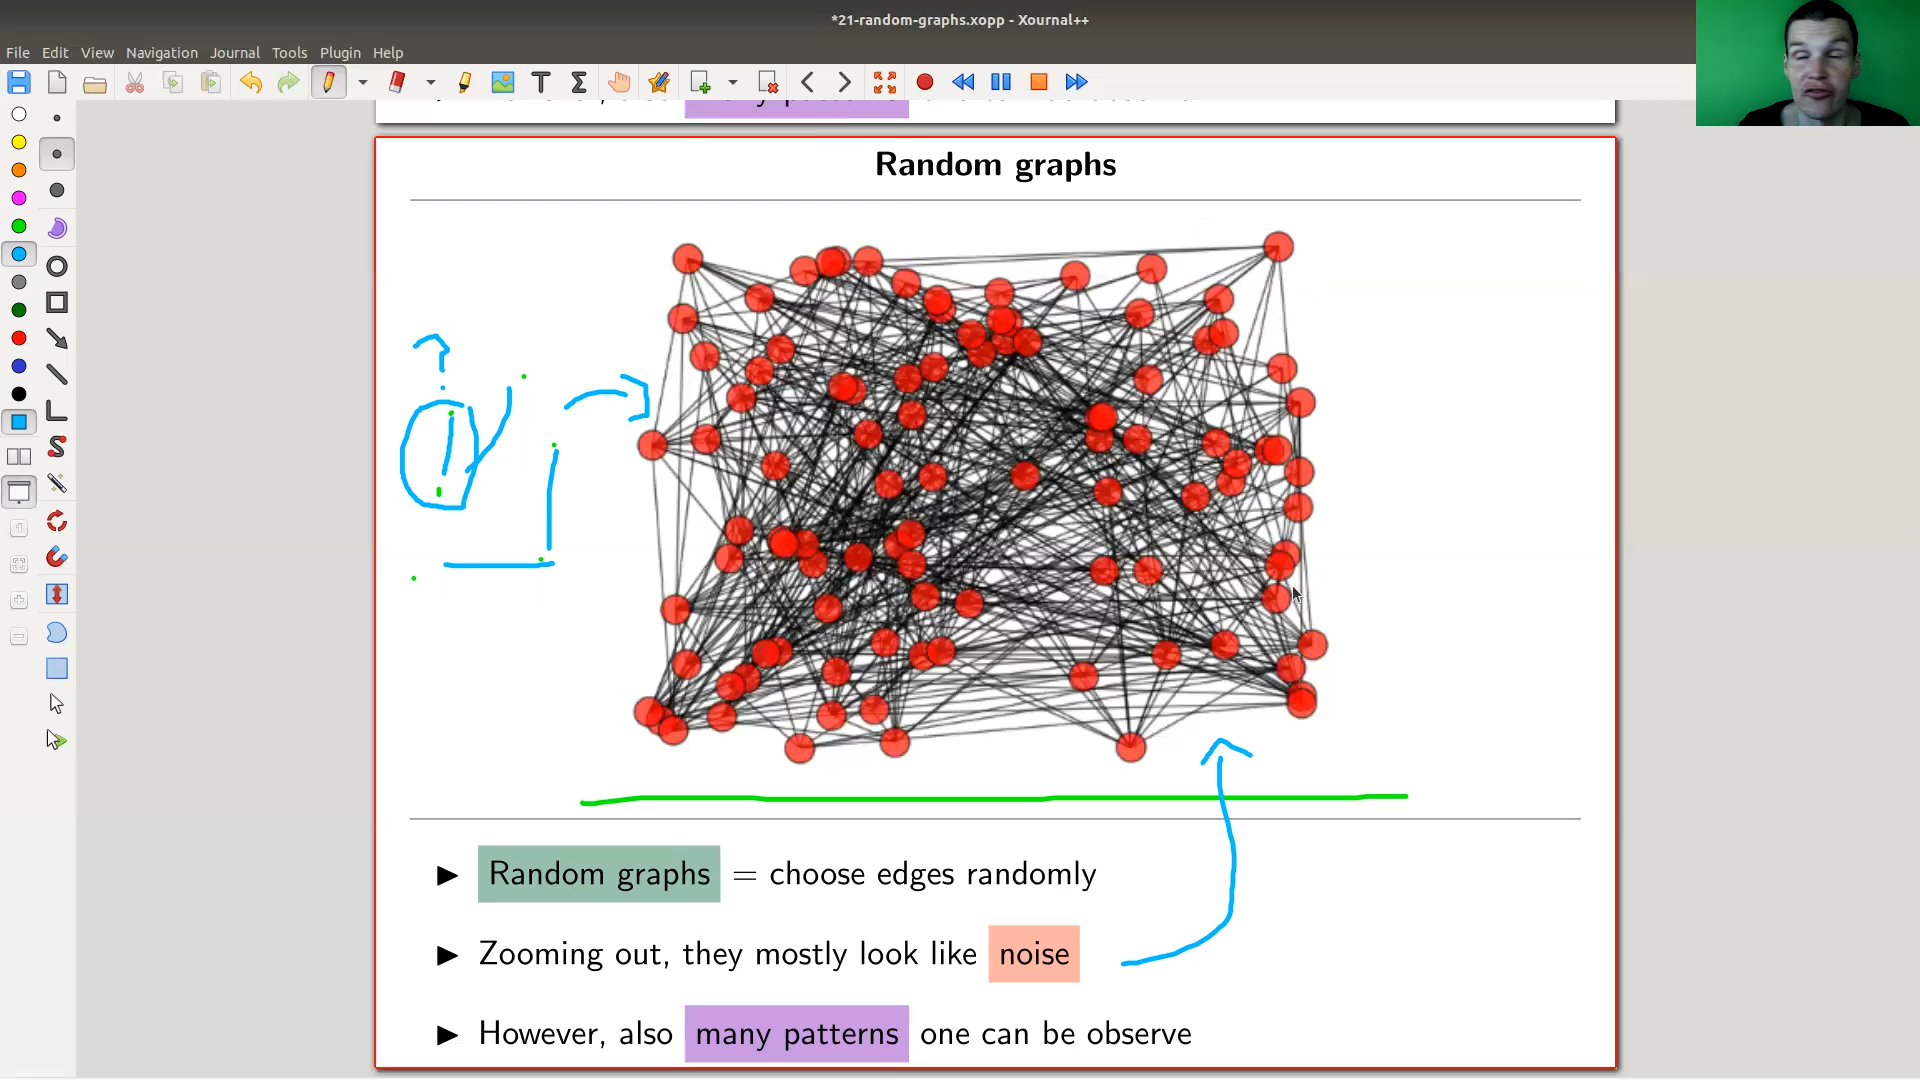 *21-random-graphs.xopp - Xournal++
File Edit View Navigation Journal Tools Plugin Help
Random graphs
► Random graphs = choose edges randomly
► Zooming out, they mostly look like noise
► However, also many patterns one can be observe